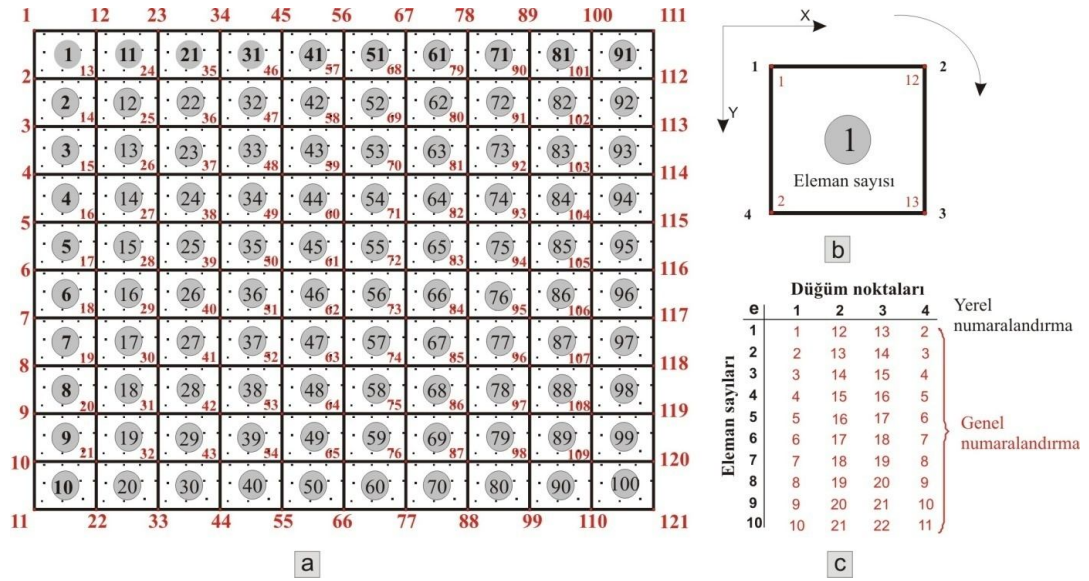 1 12 23 34 45 56 67 78 89 100 111
1 11 21 31 41 51 61 71 81 91
13 24 35 46 57 68 79 90 101
2 112
2 12 22 32 42 52 62 72 82 92
14 25 36 47 58 69 80 91 102
3 113
3 13 23 33 43 53 63 73 83 93
15 26 37 48 59 70 81 92 103
4 114
4 14 24 34 44 54 64 74 84 94
16 27 38 49 60 71 82 93 104
5 115
5 15 25 35 45 55 65 75 85 95
17 28 39 50 61 72 83 94 105
6 116
6 16 26 36 46 56 66 76 86 96
18 29 40 51 62 73 84 95 106
7 117
7 17 27 37 47 57 67 77 87 97
19 30 41 52 63 74 85 96 107
8 118
8 18 28 38 48 58 68 78 88 98
20 31 42 53 64 75 86 97 108
9 119
9 19 29 39 49 59 69 79 89 99
21 32 43 54 65 76 87 98 109
10 120
10 20 30 40 50 60 70 80 90 100
11 22 33 44 55 66 77 88 99 110 121
a
X
Y
1 2
1 12
1
Eleman sayısı
2 13
4 3
b
Düğüm noktaları
e 1 2 3 4
1 1 12 13 2
2 2 13 14 3
3 3 14 15 4
4 4 15 16 5
5 5 16 17 6
6 6 17 18 7
7 7 18 19 8
8 8 19 20 9
9 9 20 21 10
10 10 21 22 11
Eleman sayıları
Yerel
numaralandırma
Genel
numaralandırma
c